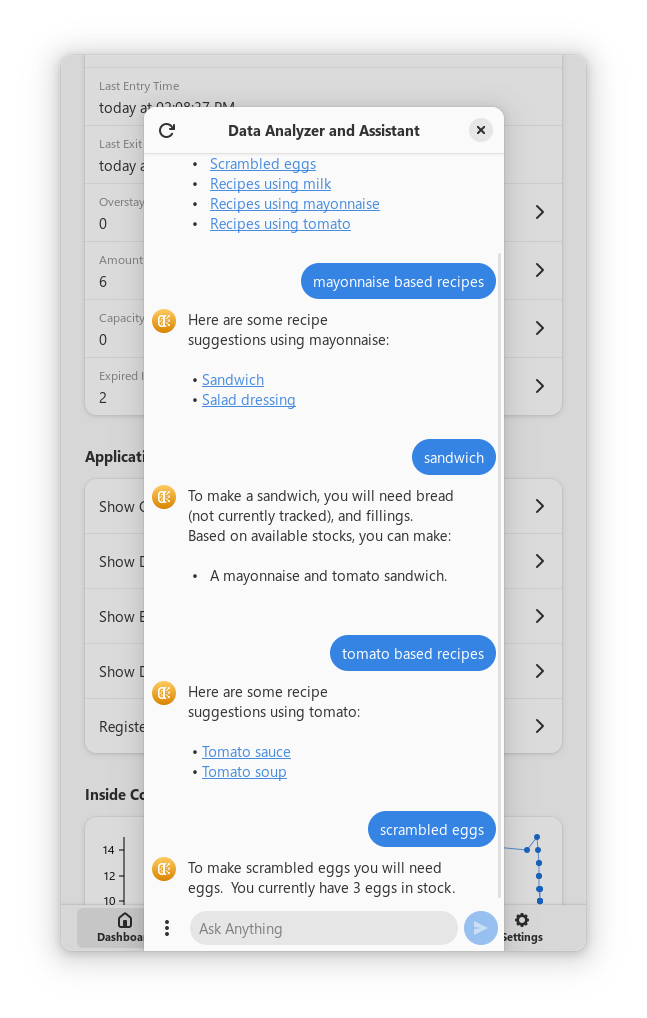 Last Entry Time
today at 02:08:37 PM
Data Analyzer and Assistant
Last Exit
today a
Scrambled eggs
Recipes using milk
Recipes using mayonnaise
Recipes using tomato
Overstay
0
Amount
6
mayonnaise based recipes
Capacity
0
Here are some recipe
suggestions using mayonnaise:
Expired I
2
• Sandwich
• Salad dressing
Applicati
sandwich
Show
To make a sandwich, you will need bread
(not currently tracked), and fillings.
Based on available stocks, you can make:
Show D
• A mayonnaise and tomato sandwich.
Show E
tomato based recipes
Show D
Here are some recipe
suggestions using tomato:
Registe
• Tomato sauce
• Tomato soup
Inside Co
scrambled eggs
14
12
10
To make scrambled eggs you will need
eggs. You currently have 3 eggs in stock.
Dashboa
Ask Anything
Settings